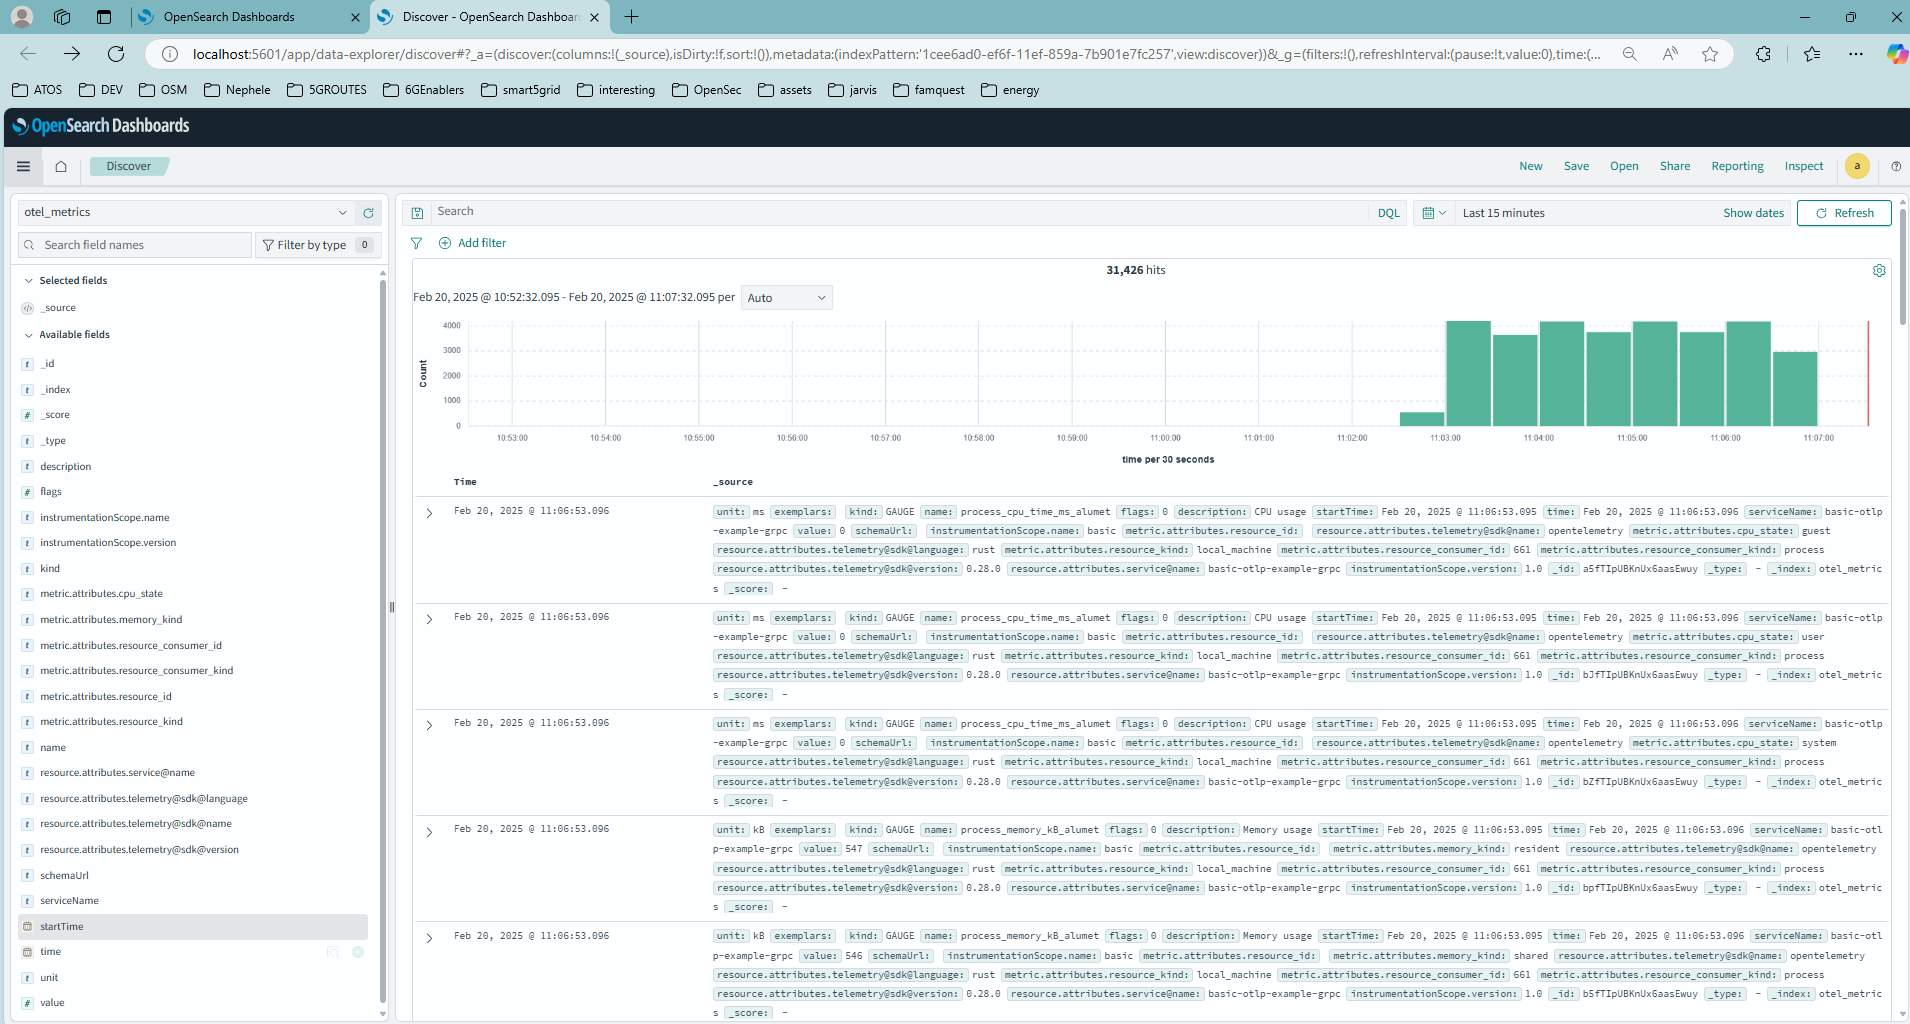 OpenSearch Dashboards
Discover - OpenSearch Dashboar
localhost:5601/app/data-explorer/discover#?_a=(discover:(columns:!(_source),isDirty:!f,sort:!()),metadata:(indexPattern:'1cee6ad0-ef6f-11ef-859a-7b901e7fc257',view:discover))&_g=(filters:!(),refreshInterval:(pause:!t,value:0),time:(...
ATOS DEV OSM Nephele 5GROUTES 6GEnablers smart5grid interesting OpenSec assets jarvis famquest energy
OpenSearch Dashboards
Discover
New Save Open Share Reporting Inspect a
otel_metrics
Search field names
Filter by type 0
Selected fields
_source
Available fields
t _id
t _index
# _score
t _type
t description
# flags
t instrumentationScope.name
t instrumentationScope.version
t kind
t metric.attributes.cpu_state
t metric.attributes.memory_kind
t metric.attributes.resource_consumer_id
t metric.attributes.resource_consumer_kind
t metric.attributes.resource_id
t metric.attributes.resource_kind
t name
t resource.attributes.service@name
t resource.attributes.telemetry@sdk@language
t resource.attributes.telemetry@sdk@name
t resource.attributes.telemetry@sdk@version
t schemaUrl
t serviceName
startTime
time
t unit
# value
Search DQL Last 15 minutes Show dates Refresh
Add filter
31,426 hits
Feb 20, 2025 @ 10:52:32.095 - Feb 20, 2025 @ 11:07:32.095 per Auto
Count
4000
3000
2000
1000
0
10:53:00 10:54:00 10:55:00 10:56:00 10:57:00 10:58:00 10:59:00 11:00:00 11:01:00 11:02:00 11:03:00 11:04:00 11:05:00 11:06:00 11:07:00
time per 30 seconds
Time _source
Feb 20, 2025 @ 11:06:53.096 unit: ms exemplars: kind: GAUGE name: process_cpu_time_ms_alumet flags: 0 description: CPU usage startTime: Feb 20, 2025 @ 11:06:53.095 time: Feb 20, 2025 @ 11:06:53.096 serviceName: basic-otlp
-example-grpc value: 0 schemaUrl: instrumentationScope.name: basic metric.attributes.resource_id: resource.attributes.telemetry@sdk@name: opentelemetry metric.attributes.cpu_state: guest
resource.attributes.telemetry@sdk@language: rust metric.attributes.resource_kind: local_machine metric.attributes.resource_consumer_id: 661 metric.attributes.resource_consumer_kind: process
resource.attributes.telemetry@sdk@version: 0.28.0 resource.attributes.service@name: basic-otlp-example-grpc instrumentationScope.version: 1.0 _id: a5fTIpUBKnUx6aasEwuy _type: - _index: otel_metric
s _score: -
Feb 20, 2025 @ 11:06:53.096 unit: ms exemplars: kind: GAUGE name: process_cpu_time_ms_alumet flags: 0 description: CPU usage startTime: Feb 20, 2025 @ 11:06:53.095 time: Feb 20, 2025 @ 11:06:53.096 serviceName: basic-otlp
-example-grpc value: 0 schemaUrl: instrumentationScope.name: basic metric.attributes.resource_id: resource.attributes.telemetry@sdk@name: opentelemetry metric.attributes.cpu_state: user
resource.attributes.telemetry@sdk@language: rust metric.attributes.resource_kind: local_machine metric.attributes.resource_consumer_id: 661 metric.attributes.resource_consumer_kind: process
resource.attributes.telemetry@sdk@version: 0.28.0 resource.attributes.service@name: basic-otlp-example-grpc instrumentationScope.version: 1.0 _id: bJfTIpUBKnUx6aasEwuy _type: - _index: otel_metric
s _score: -
Feb 20, 2025 @ 11:06:53.096 unit: ms exemplars: kind: GAUGE name: process_cpu_time_ms_alumet flags: 0 description: CPU usage startTime: Feb 20, 2025 @ 11:06:53.095 time: Feb 20, 2025 @ 11:06:53.096 serviceName: basic-otlp
-example-grpc value: 0 schemaUrl: instrumentationScope.name: basic metric.attributes.resource_id: resource.attributes.telemetry@sdk@name: opentelemetry metric.attributes.cpu_state: system
resource.attributes.telemetry@sdk@language: rust metric.attributes.resource_kind: local_machine metric.attributes.resource_consumer_id: 661 metric.attributes.resource_consumer_kind: process
resource.attributes.telemetry@sdk@version: 0.28.0 resource.attributes.service@name: basic-otlp-example-grpc instrumentationScope.version: 1.0 _id: bZfTIpUBKnUx6aasEwuy _type: - _index: otel_metric
s _score: -
Feb 20, 2025 @ 11:06:53.096 unit: kB exemplars: kind: GAUGE name: process_memory_kB_alumet flags: 0 description: Memory usage startTime: Feb 20, 2025 @ 11:06:53.095 time: Feb 20, 2025 @ 11:06:53.096 serviceName: basic-otl
p-example-grpc value: 547 schemaUrl: instrumentationScope.name: basic metric.attributes.resource_id: metric.attributes.memory_kind: resident resource.attributes.telemetry@sdk@name: opentelemetry
resource.attributes.telemetry@sdk@language: rust metric.attributes.resource_kind: local_machine metric.attributes.resource_consumer_id: 661 metric.attributes.resource_consumer_kind: process
resource.attributes.telemetry@sdk@version: 0.28.0 resource.attributes.service@name: basic-otlp-example-grpc instrumentationScope.version: 1.0 _id: bpfTIpUBKnUx6aasEwuy _type: - _index: otel_metric
s _score: -
Feb 20, 2025 @ 11:06:53.096 unit: kB exemplars: kind: GAUGE name: process_memory_kB_alumet flags: 0 description: Memory usage startTime: Feb 20, 2025 @ 11:06:53.095 time: Feb 20, 2025 @ 11:06:53.096 serviceName: basic-otl
p-example-grpc value: 546 schemaUrl: instrumentationScope.name: basic metric.attributes.resource_id: metric.attributes.memory_kind: shared resource.attributes.telemetry@sdk@name: opentelemetry
resource.attributes.telemetry@sdk@language: rust metric.attributes.resource_kind: local_machine metric.attributes.resource_consumer_id: 661 metric.attributes.resource_consumer_kind: process
resource.attributes.telemetry@sdk@version: 0.28.0 resource.attributes.service@name: basic-otlp-example-grpc instrumentationScope.version: 1.0 _id: b5fTIpUBKnUx6aasEwuy _type: - _index: otel_metric
s _score: -